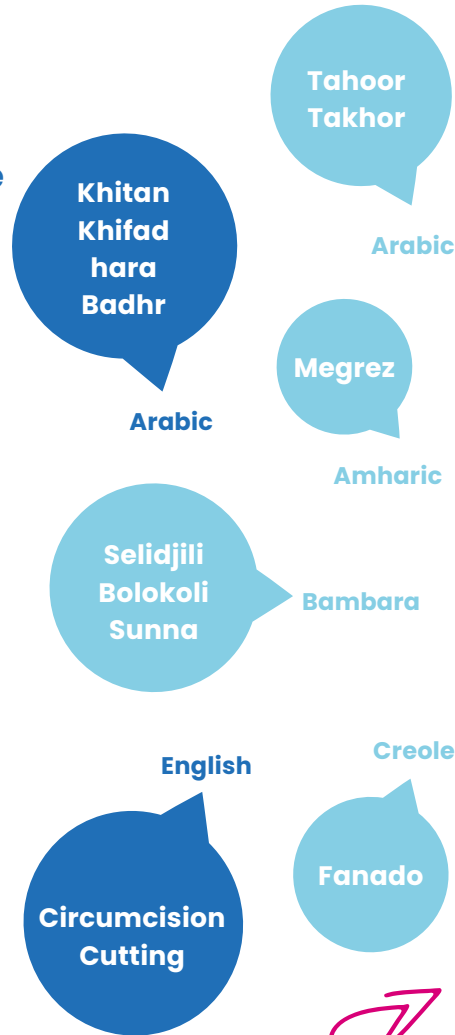 Tahoor
Takhor
Arabic
Khitan
Khifad
hara
Badhr
Arabic
Megrez
Amharic
Selidjili
Bolokoli
Sunna
Bambara
English
Circumcision
Cutting
Creole
Fanado